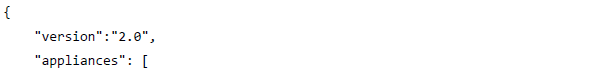 {
    "version":"2.0",
    "appliances": [